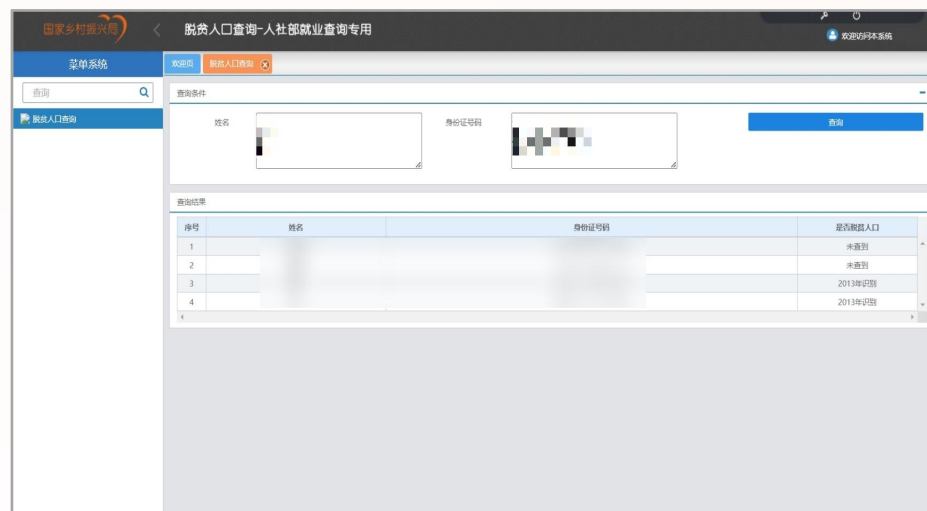 国家乡村振兴局
脱贫人口查询-人社部就业查询专用
欢迎访问本系统
菜单系统
欢迎页
脱贫人口查询
查询
查询条件
脱贫人口查询
姓名
身份证号码
查询
查询结果
序号 姓名 身份证号码 是否脱贫人口
1 未查到
2 未查到
3 2013年识别
4 2013年识别